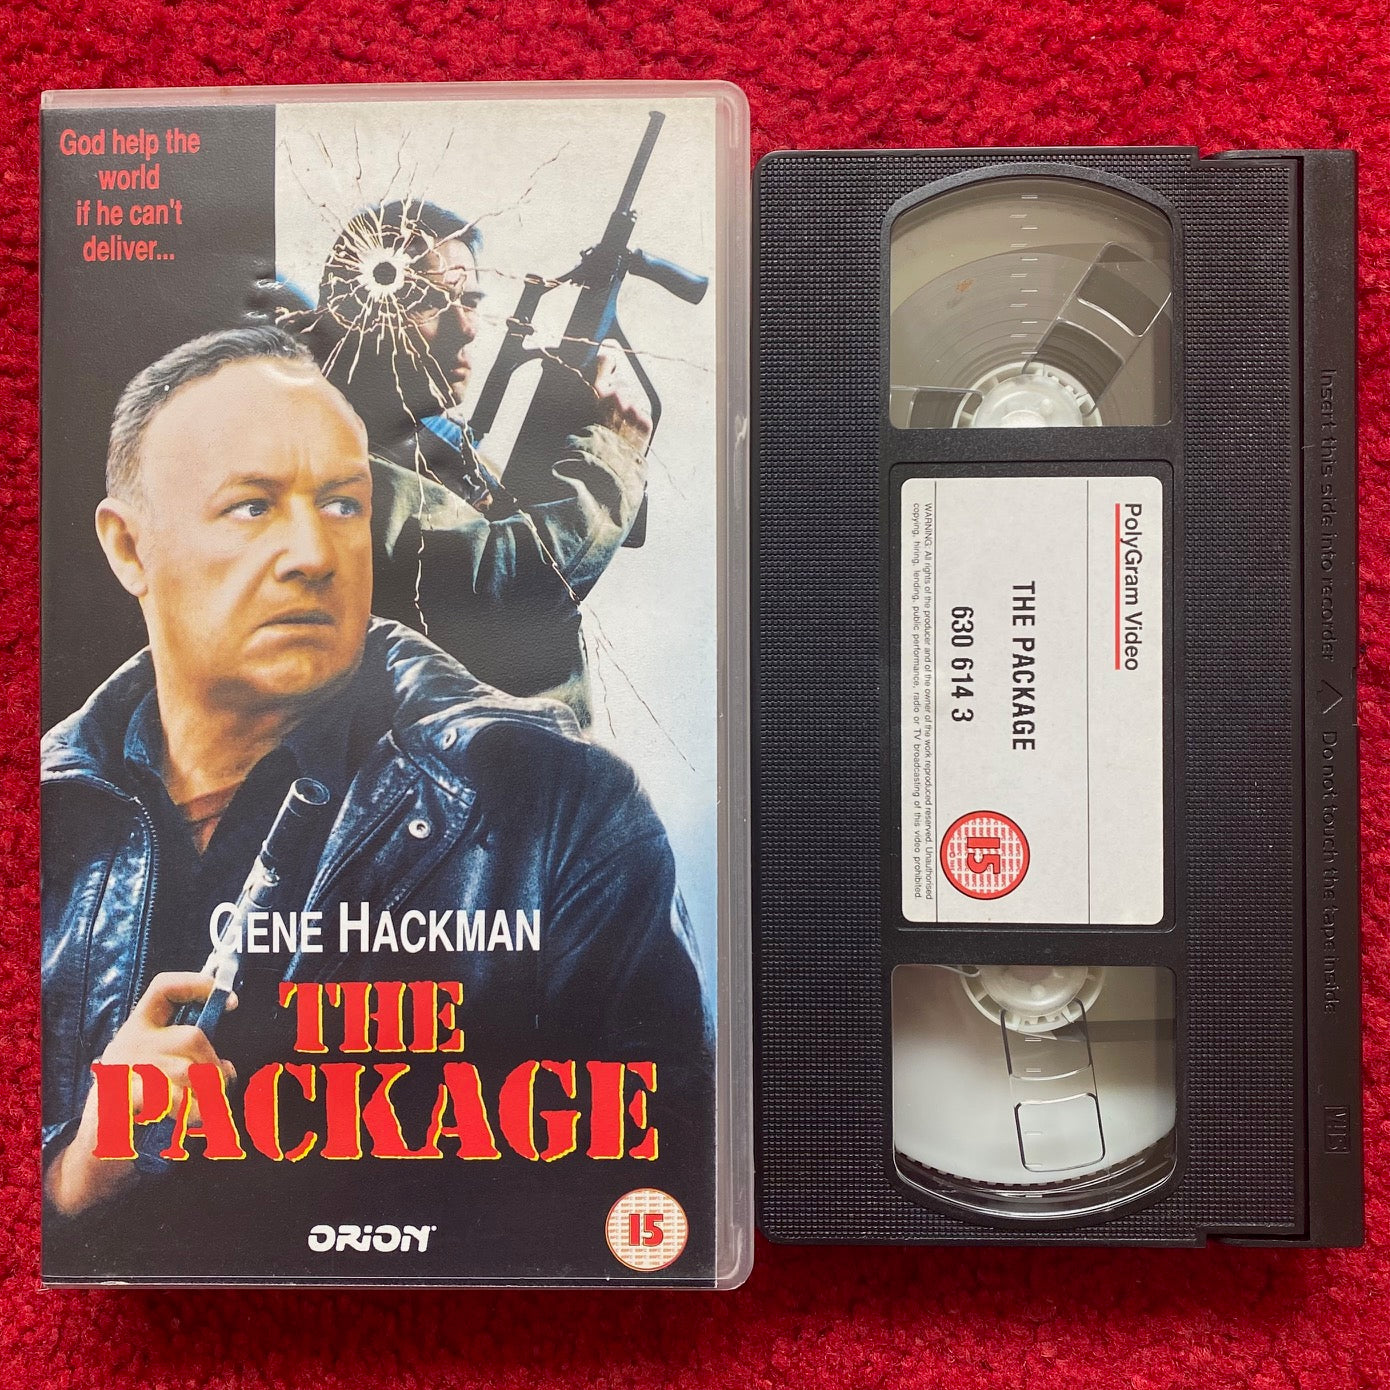 God help the
world
if he can't
deliver...
GENE HACKMAN
THE
PACKAGE
ORION
15
PolyGram Video
THE PACKAGE
630 614 3
15
WARNING: All rights of the producer and of the owner of the work reproduced reserved. Unauthorised
copying, hiring, lending, public performance, radio or TV broadcasting of this video prohibited.
Insert this side into recorder △ Do not touch the tape inside
VHS